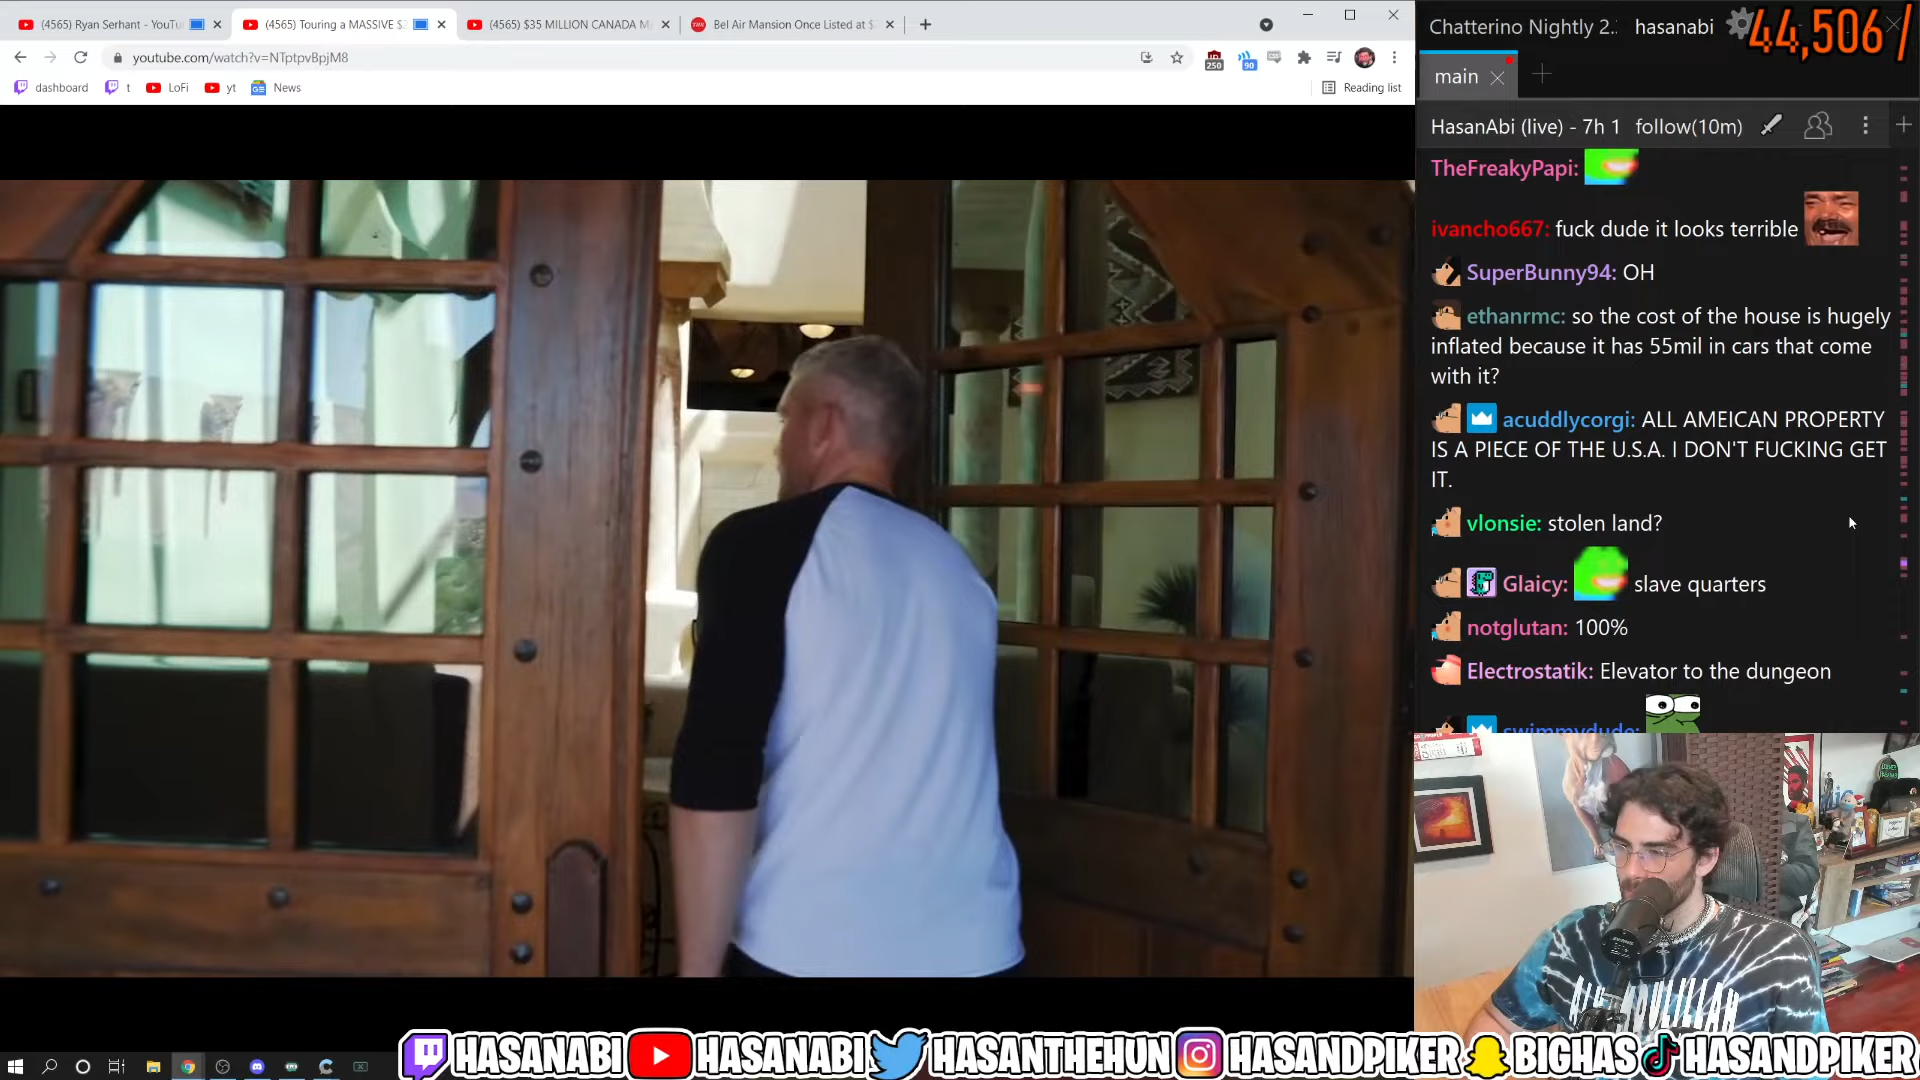 (4565) Ryan Serhant - YouTu
(4565) Touring a MASSIVE $
(4565) $35 MILLION CANADA M
Bel Air Mansion Once Listed at $
youtube.com/watch?v=NTptpvBpjM8
250
90
dashboard
t
LoFi
yt
News
Reading list
Chatterino Nightly 2.
hasanabi
44,506 /
main
HasanAbi (live) - 7h 1
follow(10m)
TheFreakyPapi:
ivancho667: fuck dude it looks terrible
SuperBunny94: OH
ethanrmc: so the cost of the house is hugely
inflated because it has 55mil in cars that come
with it?
acuddlycorgi: ALL AMEICAN PROPERTY
IS A PIECE OF THE U.S.A. I DON'T FUCKING GET
IT.
vlonsie: stolen land?
Glaicy: slave quarters
notglutan: 100%
Electrostatik: Elevator to the dungeon
swimmydude:
HASANABI
HASANABI
HASANTHEHUN
HASANDPIKER
BIGHAS
HASANDPIKER